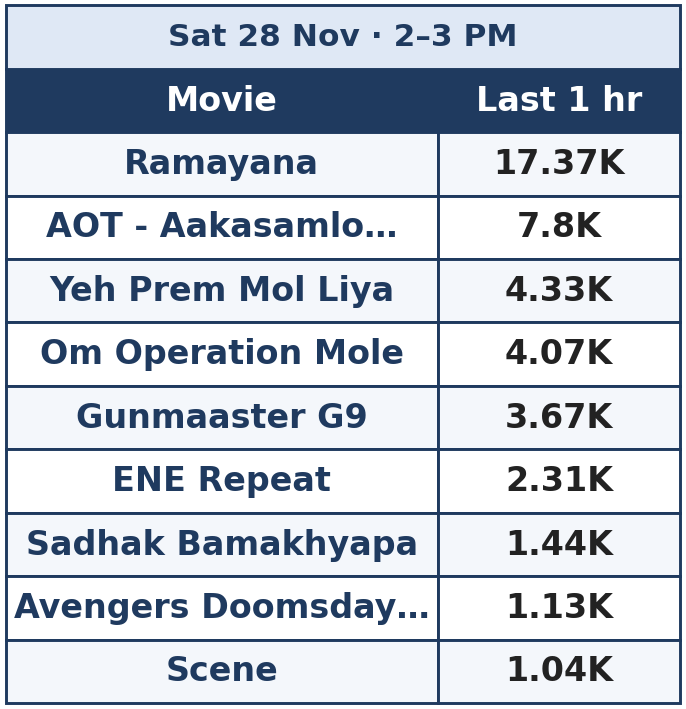 Sat 28 Nov · 2–3 PM
Movie Last 1 hr
Ramayana 17.37K
AOT - Aakasamlo... 7.8K
Yeh Prem Mol Liya 4.33K
Om Operation Mole 4.07K
Gunmaaster G9 3.67K
ENE Repeat 2.31K
Sadhak Bamakhyapa 1.44K
Avengers Doomsday... 1.13K
Scene 1.04K